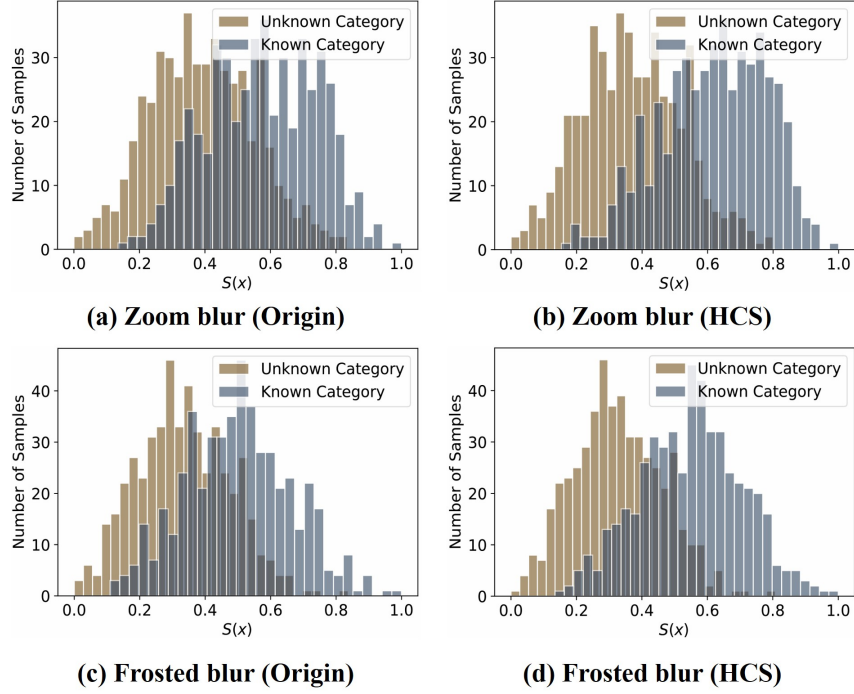 Unknown Category
Known Category
Number of Samples
30
20
10
0
0.0 0.2 0.4 0.6 0.8 1.0
S(x)
(a) Zoom blur (Origin)
Unknown Category
Known Category
Number of Samples
30
20
10
0
0.0 0.2 0.4 0.6 0.8 1.0
S(x)
(b) Zoom blur (HCS)
Unknown Category
Known Category
Number of Samples
40
30
20
10
0
0.0 0.2 0.4 0.6 0.8 1.0
S(x)
(c) Frosted blur (Origin)
Unknown Category
Known Category
Number of Samples
40
30
20
10
0
0.0 0.2 0.4 0.6 0.8 1.0
S(x)
(d) Frosted blur (HCS)